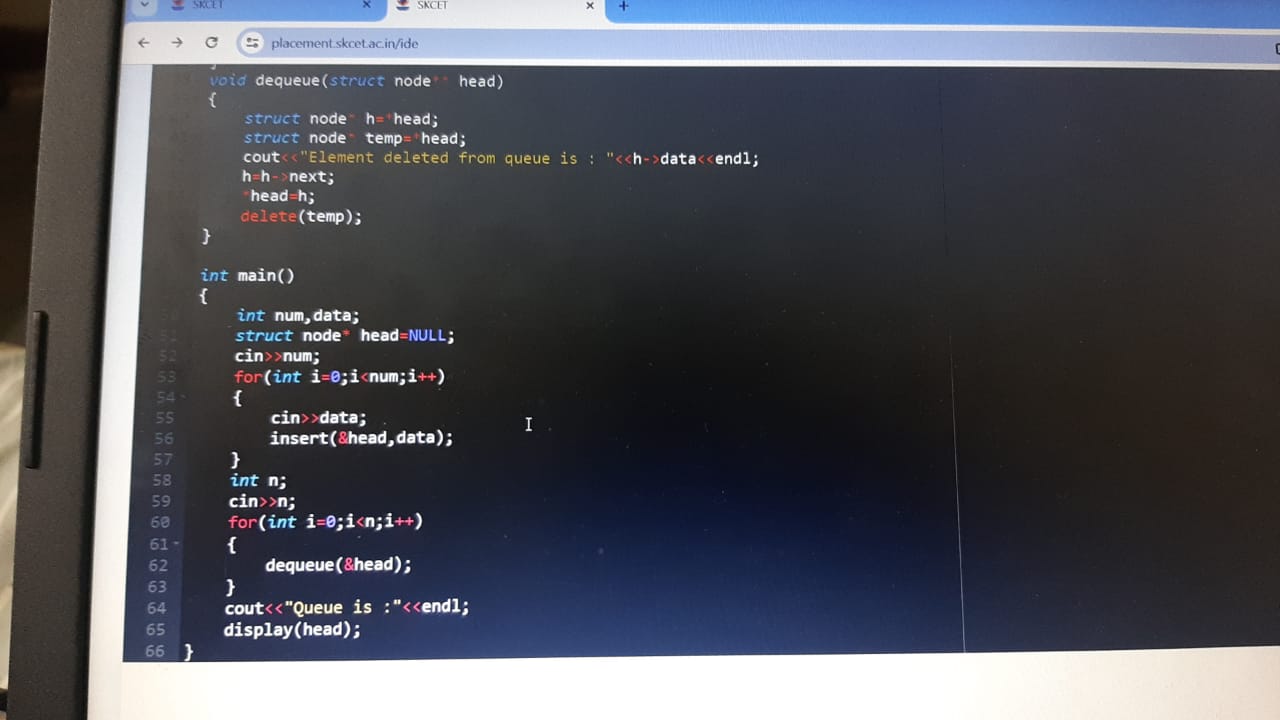 SKCET
SKCET
placement.skcet.ac.in/ide
void dequeue(struct node** head)
{
struct node* h=*head;
struct node* temp=*head;
cout<<"Element deleted from queue is : "<<h->data<<endl;
h=h->next;
*head=h;
delete(temp);
}
int main()
{
50 int num,data;
51 struct node* head=NULL;
52 cin>>num;
53 for(int i=0;i<num;i++)
54 {
55 cin>>data;
56 insert(&head,data);
57 }
58 int n;
59 cin>>n;
60 for(int i=0;i<n;i++)
61 {
62 dequeue(&head);
63 }
64 cout<<"Queue is :"<<endl;
65 display(head);
66 }